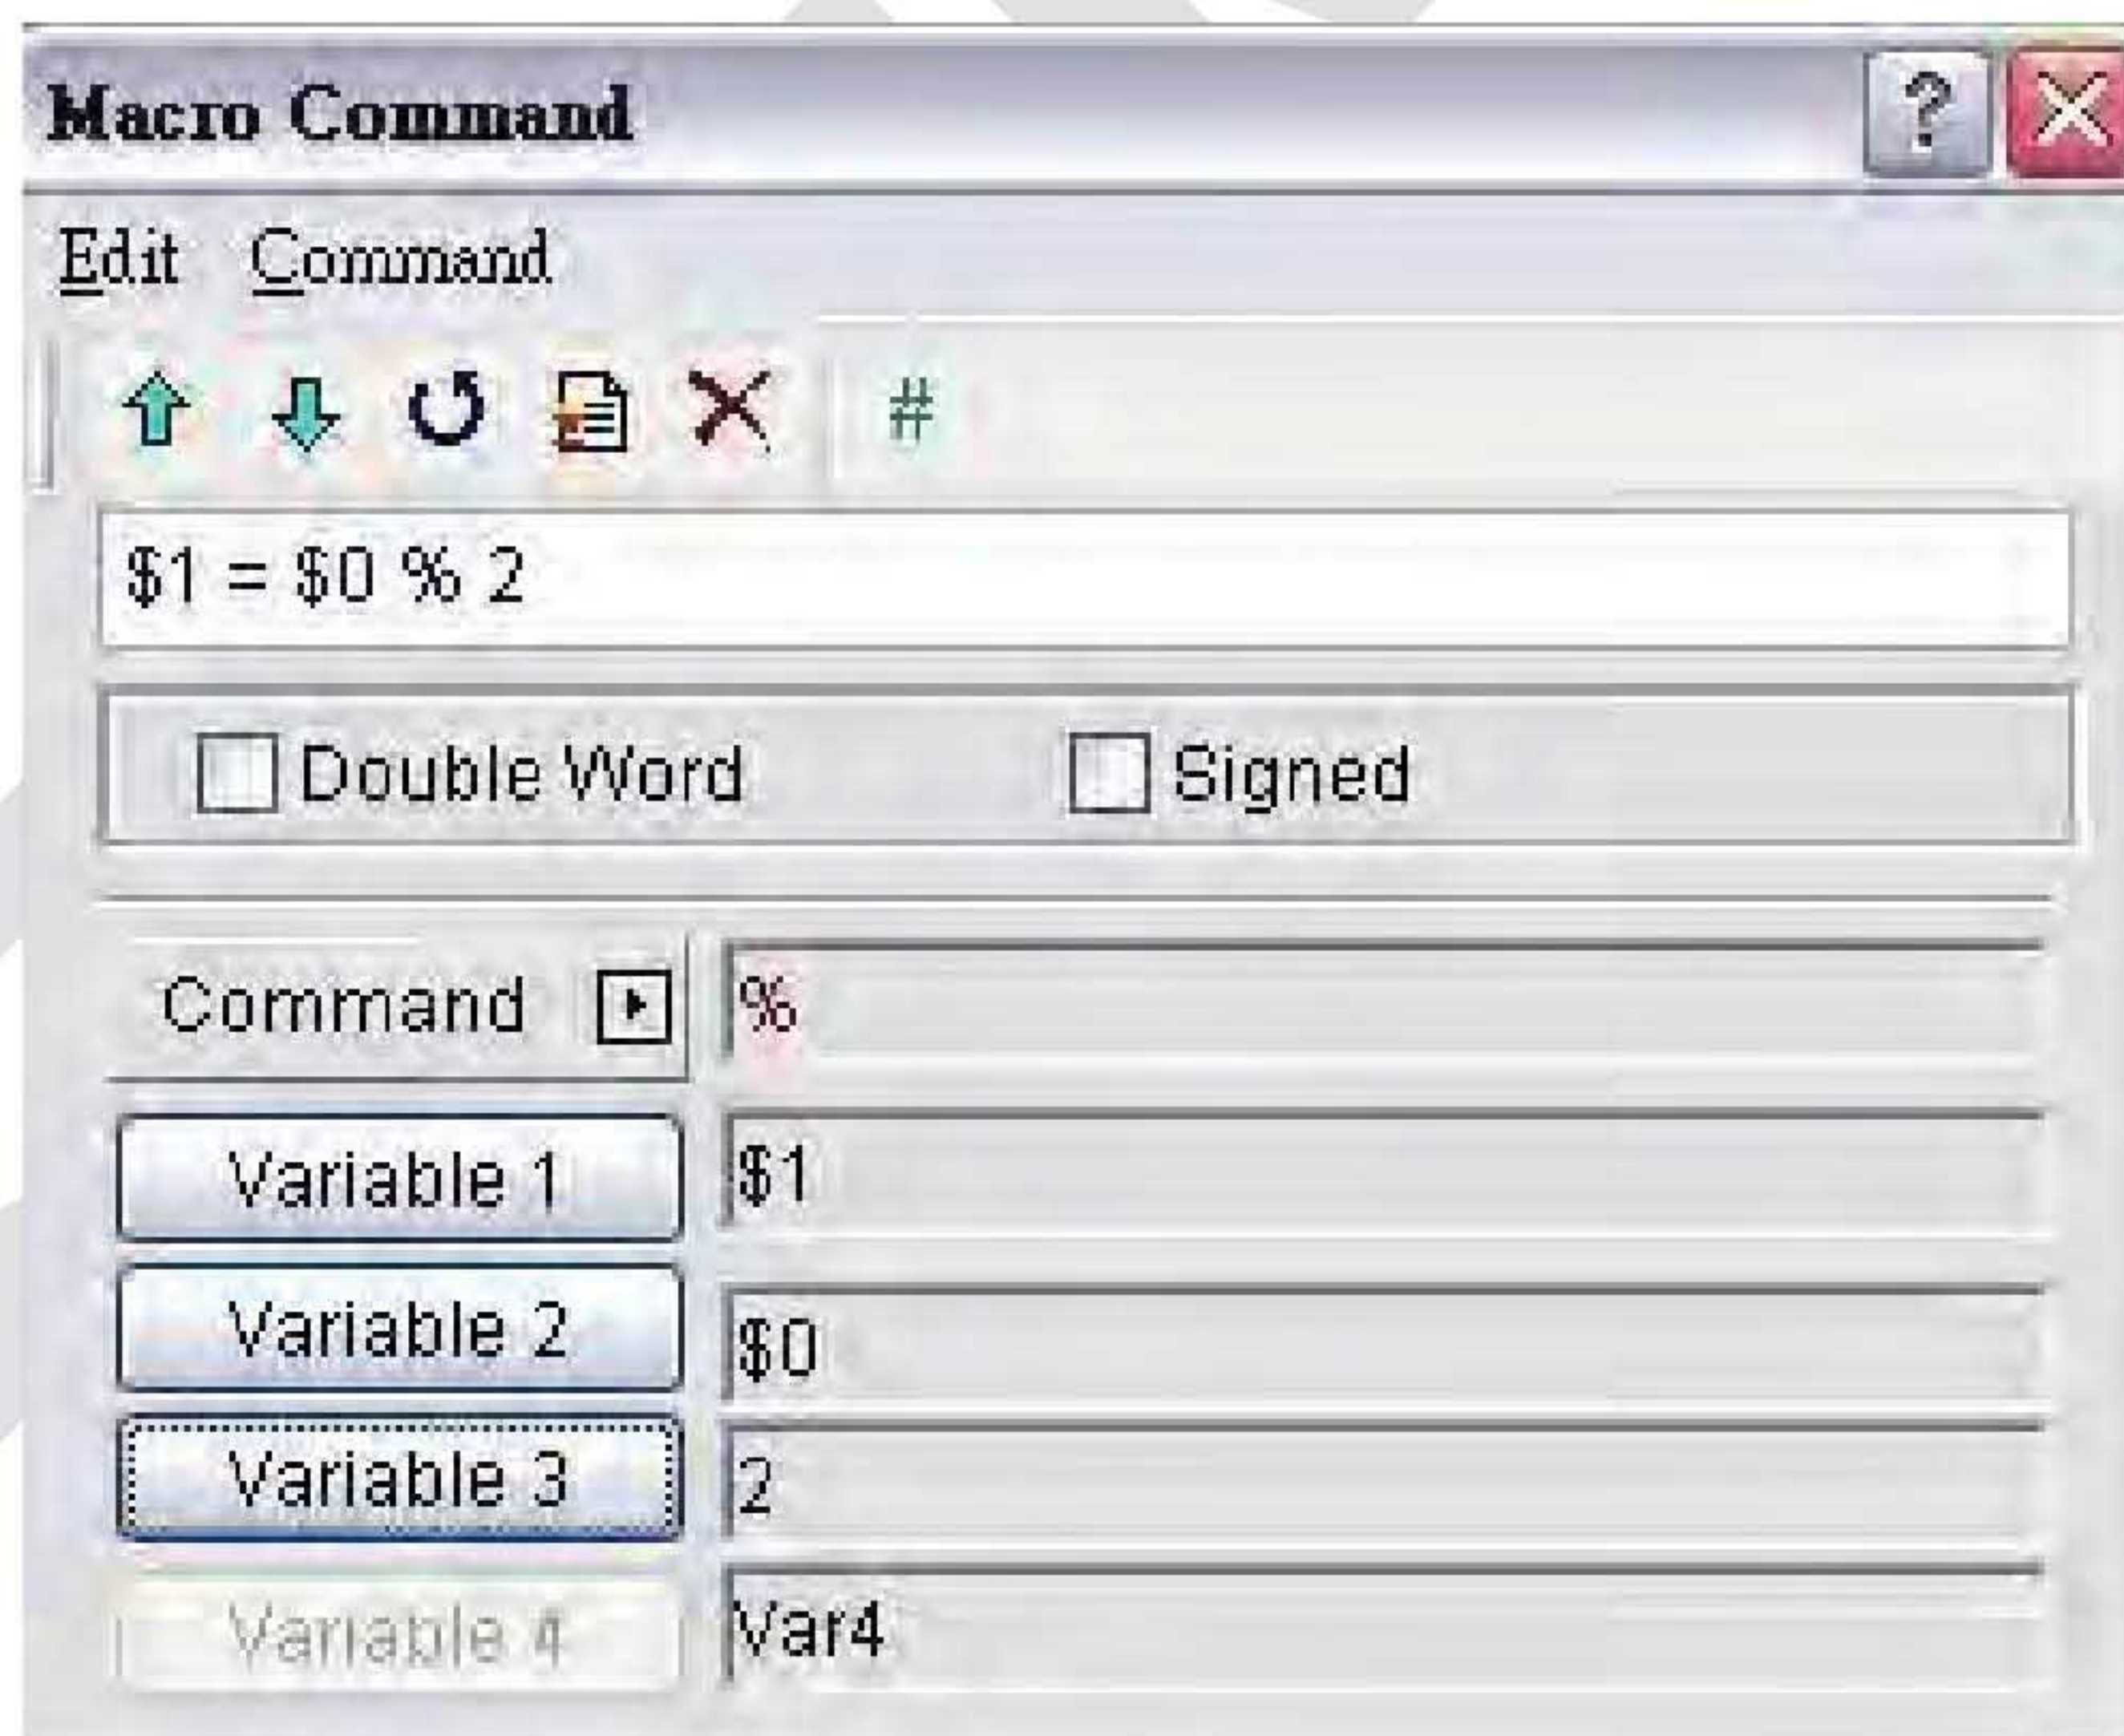 Macro Command
?
Edit Command
#
$1 = $0 % 2
Double Word Signed
Command %
Variable 1 $1
Variable 2 $0
Variable 3 2
Variable 4 Var4